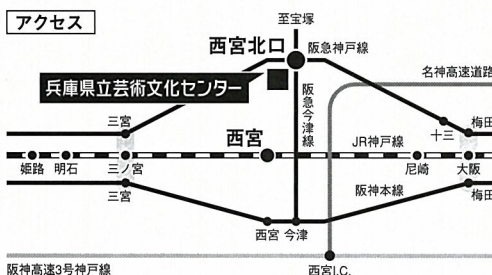 アクセス
至宝塚
西宮北口
阪急神戸線
兵庫県立芸術文化センター
阪急今津線
名神高速道路
三宮
西宮
JR神戸線
十三
梅田
姫路
明石
三ノ宮
尼崎
大阪
三宮
阪神本線
梅田
西宮
今津
阪神高速3号神戸線
西宮I.C.